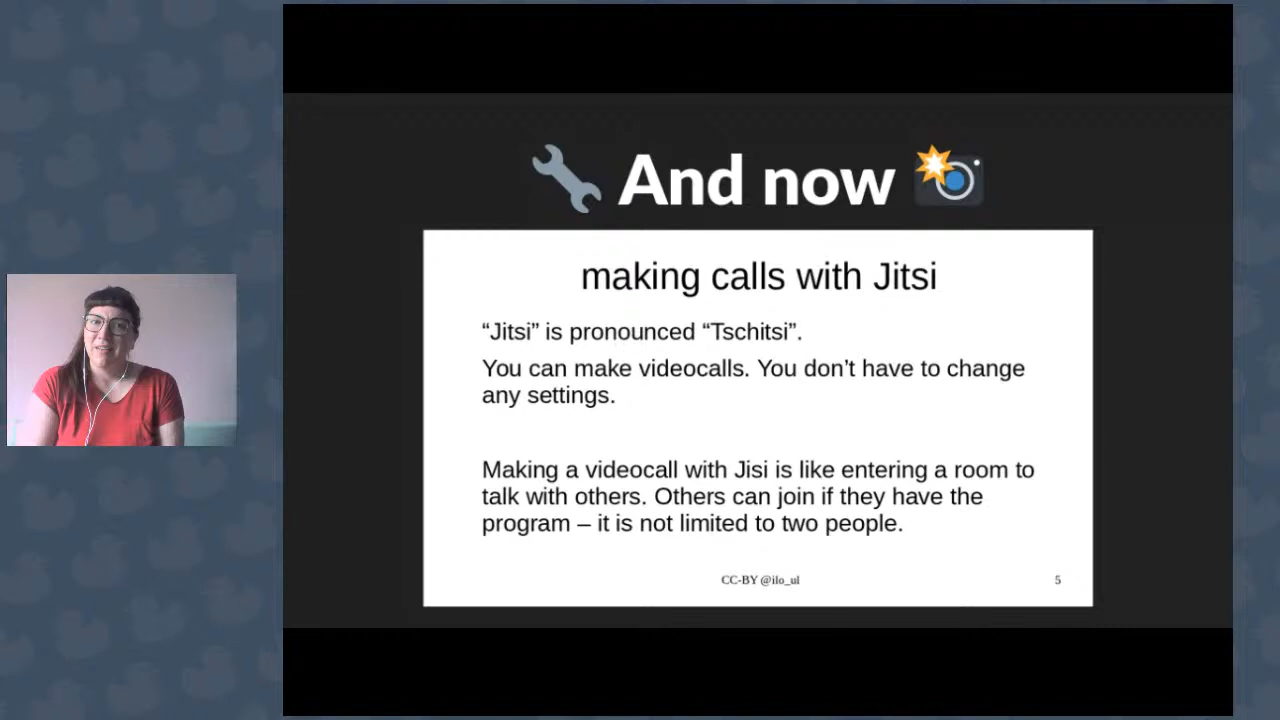 And now
making calls with Jitsi
“Jitsi” is pronounced “Tschitsi”.
You can make videocalls. You don’t have to change
any settings.
Making a videocall with Jisi is like entering a room to
talk with others. Others can join if they have the
program – it is not limited to two people.
CC-BY @ilo_ul
5